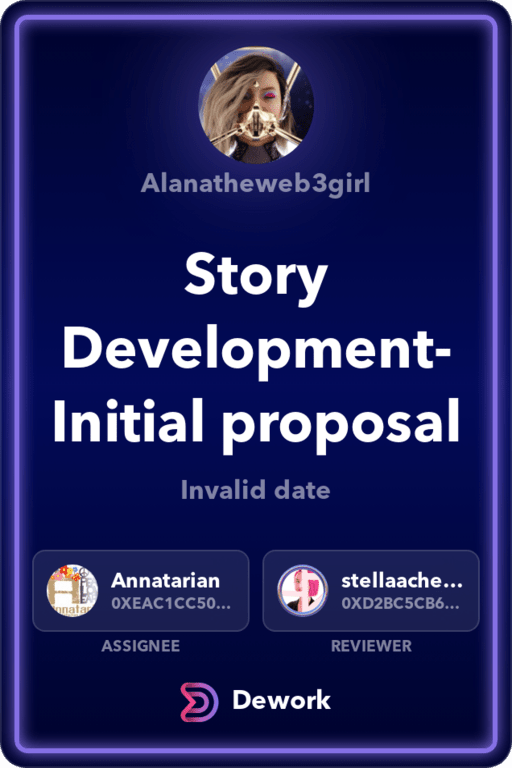 Alanatheweb3girl
Story
Development-
Initial proposal
Invalid date
Annatarian
0XEAC1CC50...
ASSIGNEE
stellaache...
0XD2BC5CB6...
REVIEWER
Dework